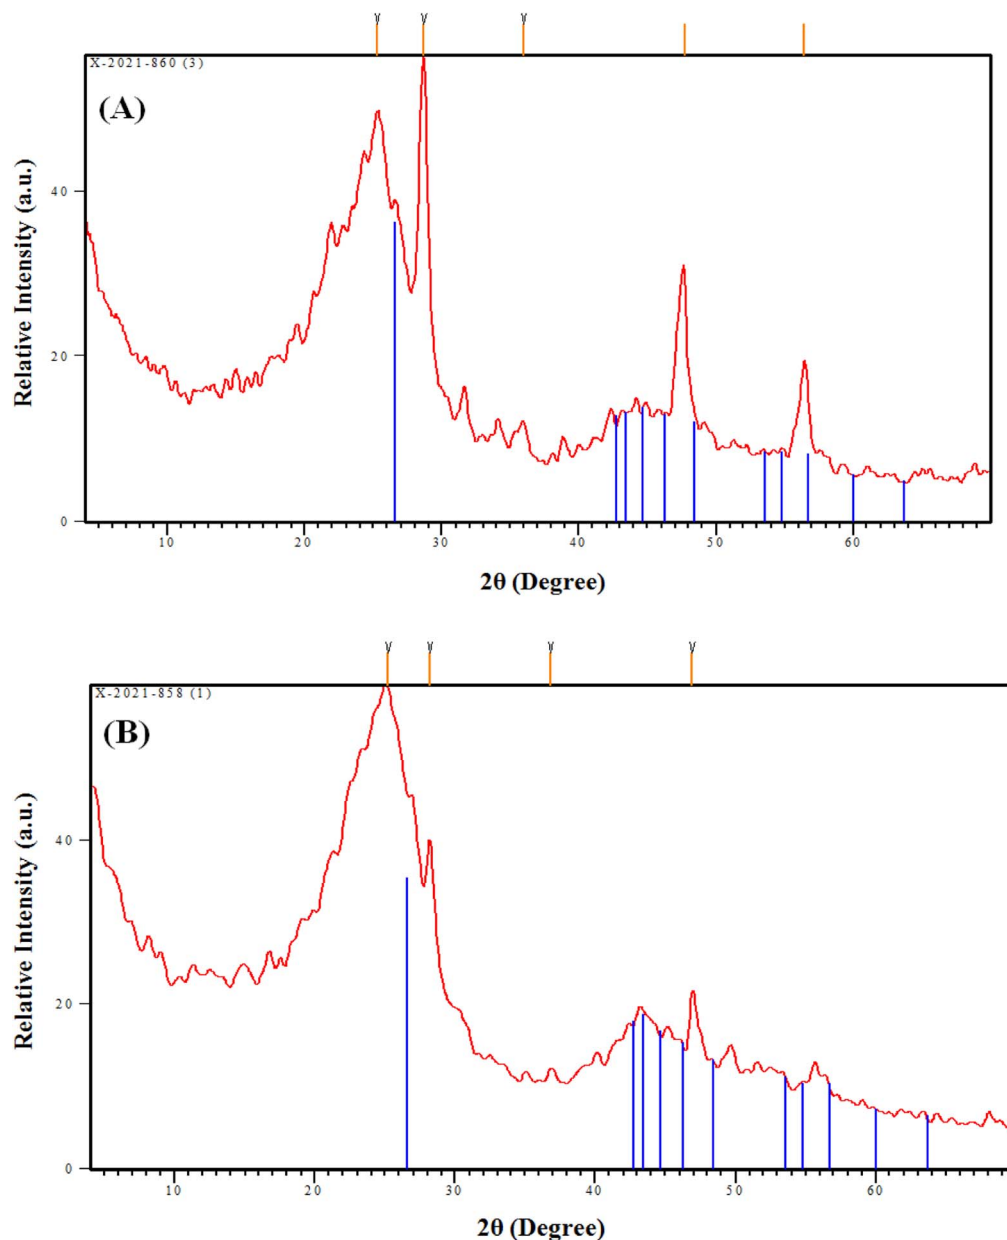 V V V
X-2021-860 (3)
(A)
Relative Intensity (a.u.)
40
20
0
10 20 30 40 50 60
2θ (Degree)
V V V V
X-2021-858 (1)
(B)
Relative Intensity (a.u.)
40
20
0
10 20 30 40 50 60
2θ (Degree)